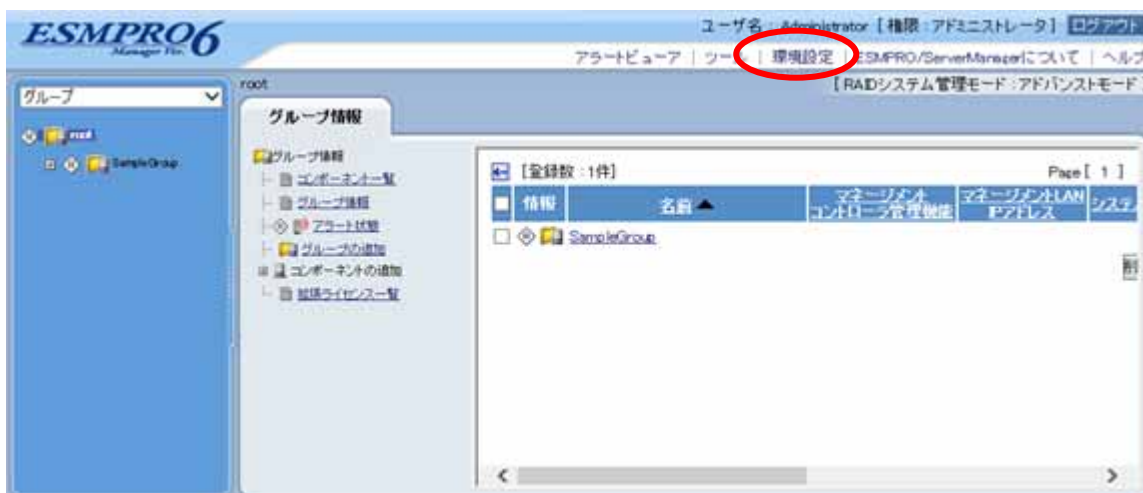 ESMPRO6
Manager Ver.
ユーザ名 : Administrator [ 権限 : アドミニストレータ ] ログアウト
アラートビューア | ツール | 環境設定 | ESMPRO/ServerManagerについて | ヘルプ
グループ
root
SampleGroup
root
[ RAIDシステム管理モード : アドバンストモード
グループ情報
グループ情報
コンポーネント一覧
グループ情報
アラート状態
グループの追加
コンポーネントの追加
拡張ライセンス一覧
[登録数 : 1件]
Page [ 1 ]
情報 名前▲ マネージメントコントローラ管理機能 マネージメントLAN IPアドレス システ
SampleGroup
削